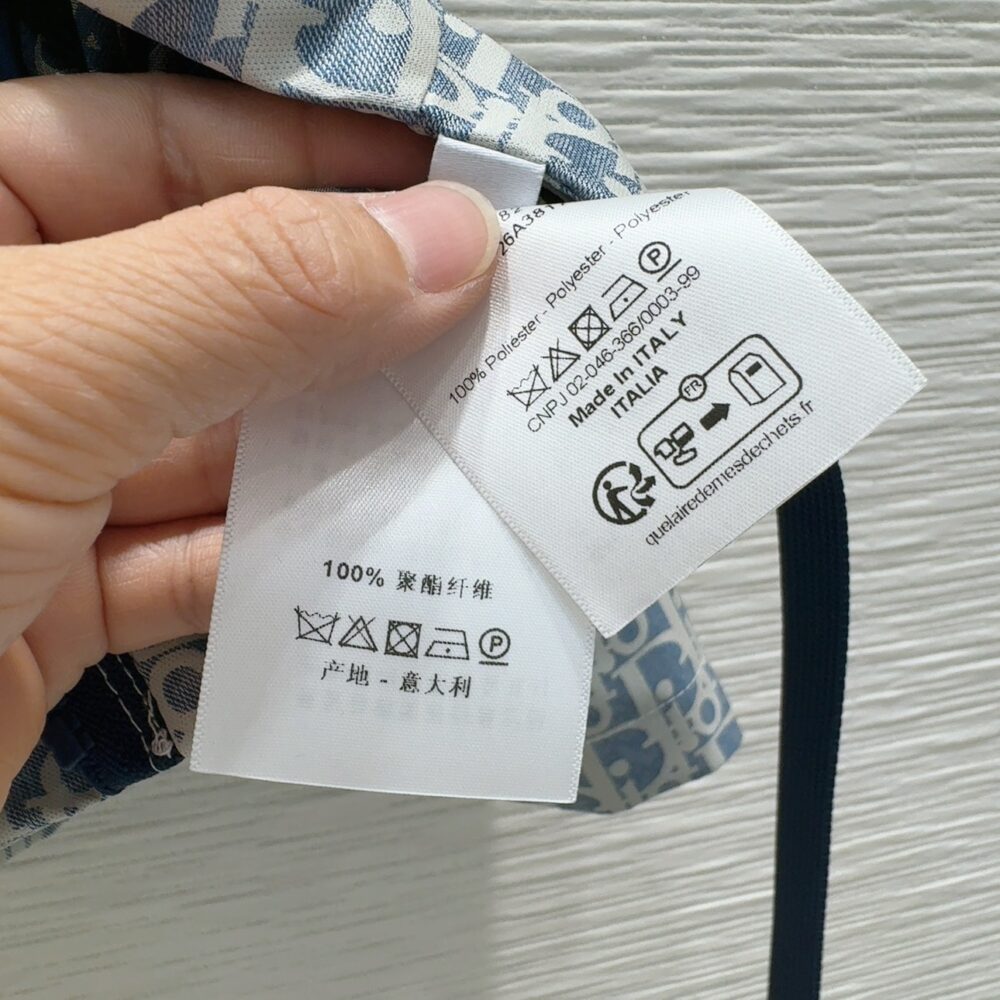 26A381
100% Poliester - Polyester - Polyester
P
CNPJ 02-046-366/0003-99
Made In ITALY
ITALIA
FR
quelairedemesdechets.fr
100% 聚酯纤维
P
产地 - 意大利